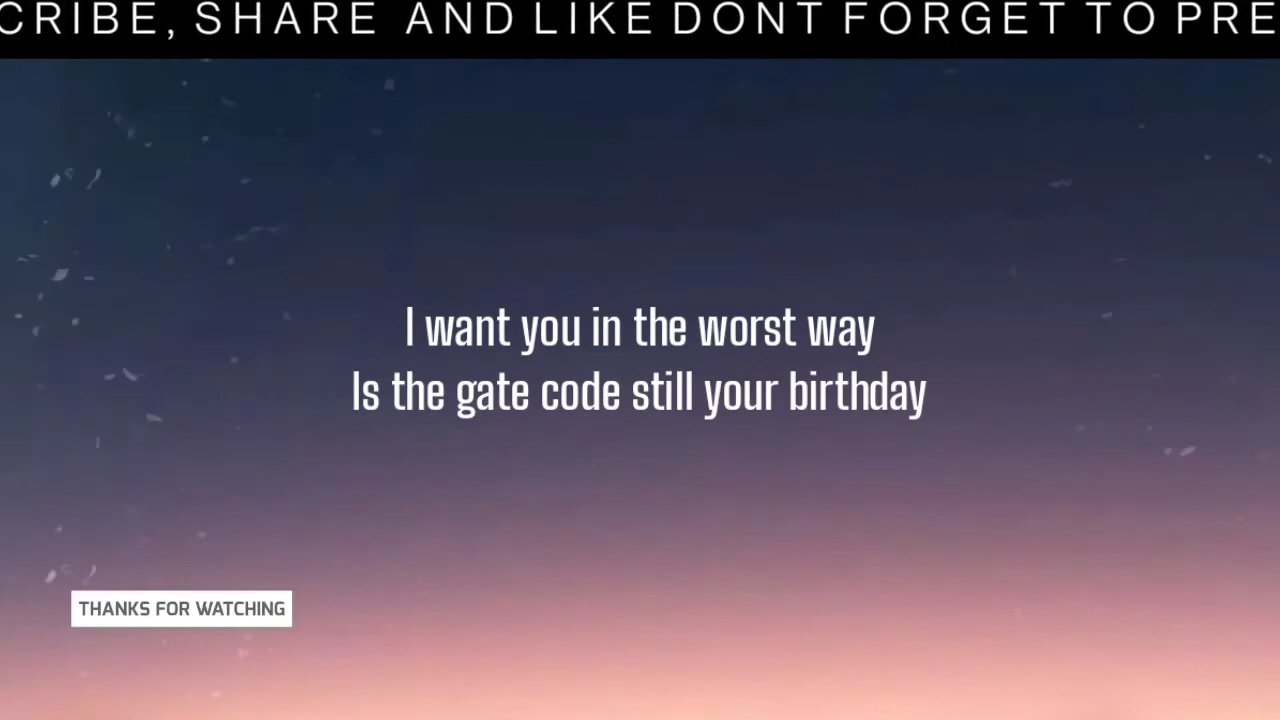 CRIBE, SHARE AND LIKE DONT FORGET TO PRE
I want you in the worst way
Is the gate code still your birthday
THANKS FOR WATCHING